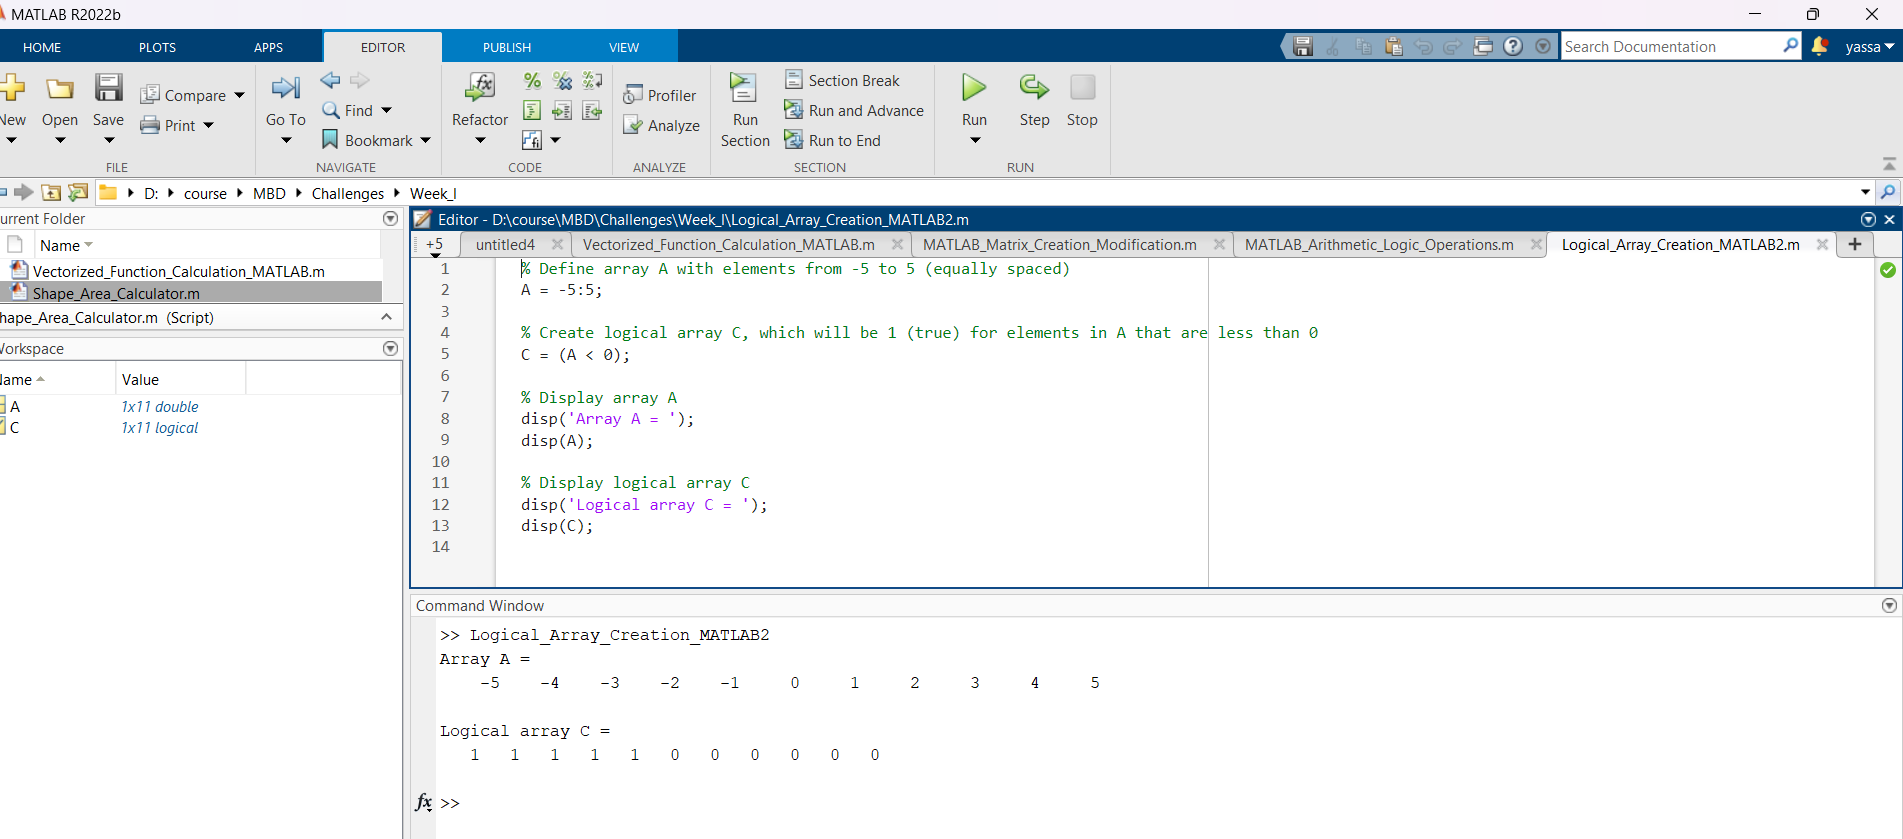 MATLAB R2022b
HOME PLOTS APPS EDITOR PUBLISH VIEW
Search Documentation
yassa
New Open Save Compare Print
FILE
Go To Find Bookmark
NAVIGATE
Refactor
fx
fi
CODE
Profiler
Analyze
ANALYZE
Run Section
Section Break
Run and Advance
Run to End
SECTION
Run Step Stop
RUN
D: course MBD Challenges Week_I
urrent Folder
Name
Vectorized_Function_Calculation_MATLAB.m
Shape_Area_Calculator.m
hape_Area_Calculator.m (Script)
Workspace
Name Value
A 1x11 double
C 1x11 logical
Editor - D:\course\MBD\Challenges\Week_I\Logical_Array_Creation_MATLAB2.m
+5 untitled4 Vectorized_Function_Calculation_MATLAB.m MATLAB_Matrix_Creation_Modification.m MATLAB_Arithmetic_Logic_Operations.m Logical_Array_Creation_MATLAB2.m +
1 % Define array A with elements from -5 to 5 (equally spaced)
2 A = -5:5;
3
4 % Create logical array C, which will be 1 (true) for elements in A that are less than 0
5 C = (A < 0);
6
7 % Display array A
8 disp('Array A = ');
9 disp(A);
10
11 % Display logical array C
12 disp('Logical array C = ');
13 disp(C);
14
Command Window
>> Logical_Array_Creation_MATLAB2
Array A =
-5 -4 -3 -2 -1 0 1 2 3 4 5
Logical array C =
1 1 1 1 1 0 0 0 0 0 0
fx >>